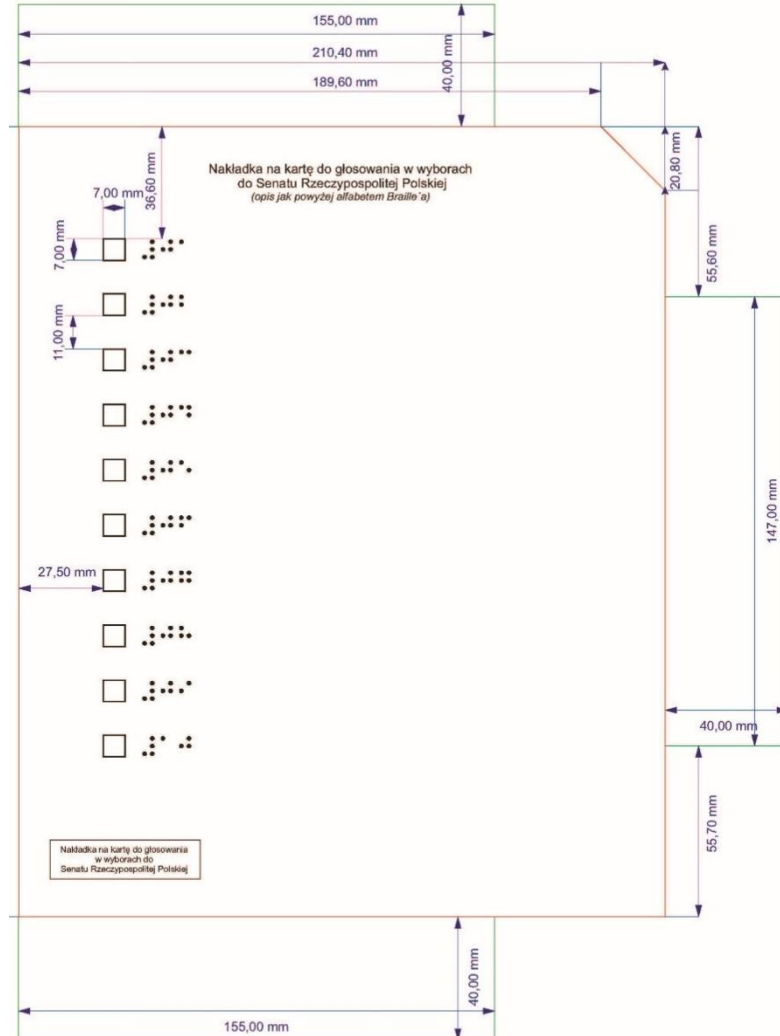 155,00 mm
210,40 mm
189,60 mm
40,00 mm
20,80 mm
55,60 mm
36,60 mm
Nakładka na kartę do głosowania w wyborach
do Senatu Rzeczypospolitej Polskiej
(opis jak powyżej alfabetem Braille`a)
7,00 mm
7,00 mm
11,00 mm
147,00 mm
27,50 mm
40,00 mm
55,70 mm
Nakładka na kartę do głosowania
w wyborach do
Senatu Rzeczypospolitej Polskiej
40,00 mm
155,00 mm